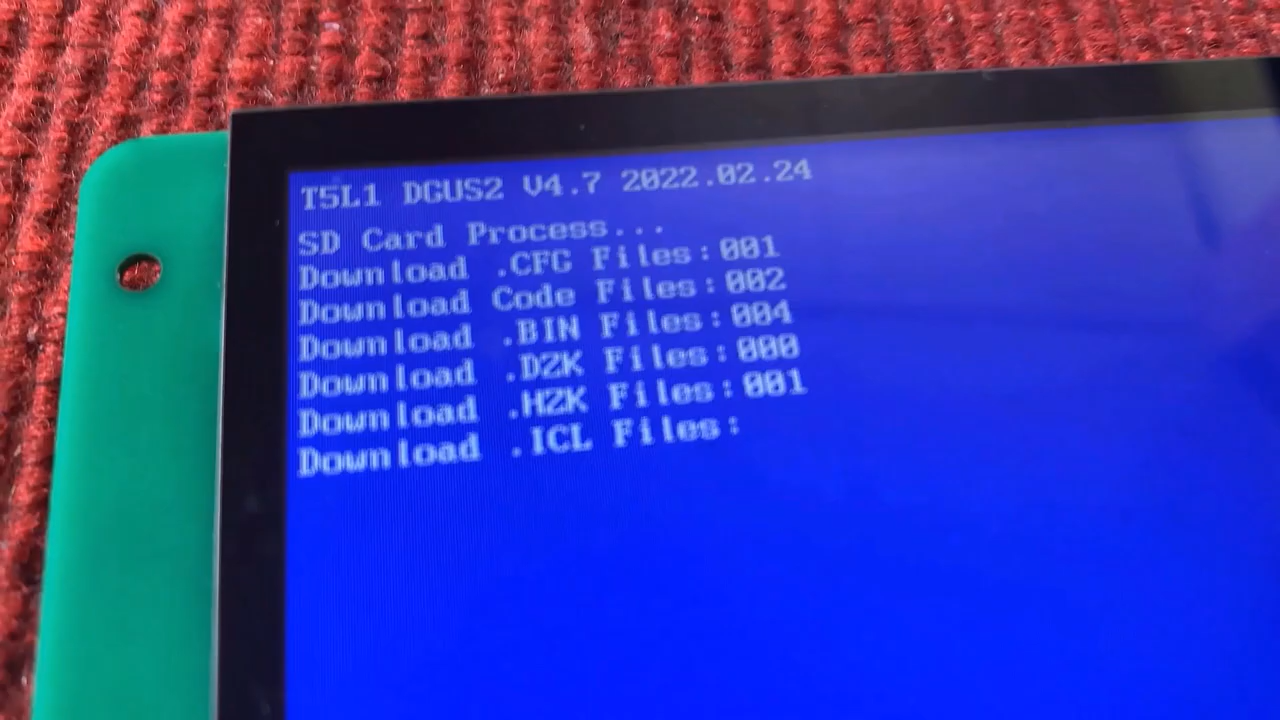 T5L1 DGUS2 V4.7 2022.02.24
SD Card Process...
Download .CFG Files:001
Download Code Files:002
Download .BIN Files:004
Download .DZK Files:000
Download .HZK Files:001
Download .ICL Files: